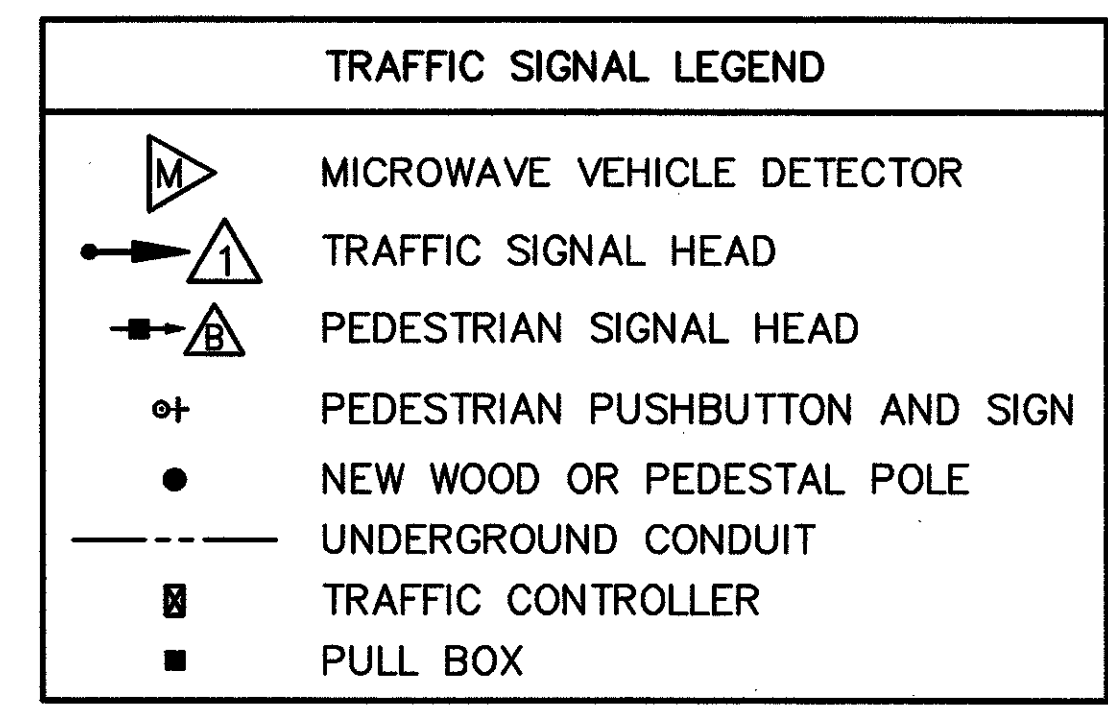 TRAFFIC SIGNAL LEGEND
M MICROWAVE VEHICLE DETECTOR
1 TRAFFIC SIGNAL HEAD
B PEDESTRIAN SIGNAL HEAD
PEDESTRIAN PUSHBUTTON AND SIGN
NEW WOOD OR PEDESTAL POLE
UNDERGROUND CONDUIT
TRAFFIC CONTROLLER
PULL BOX